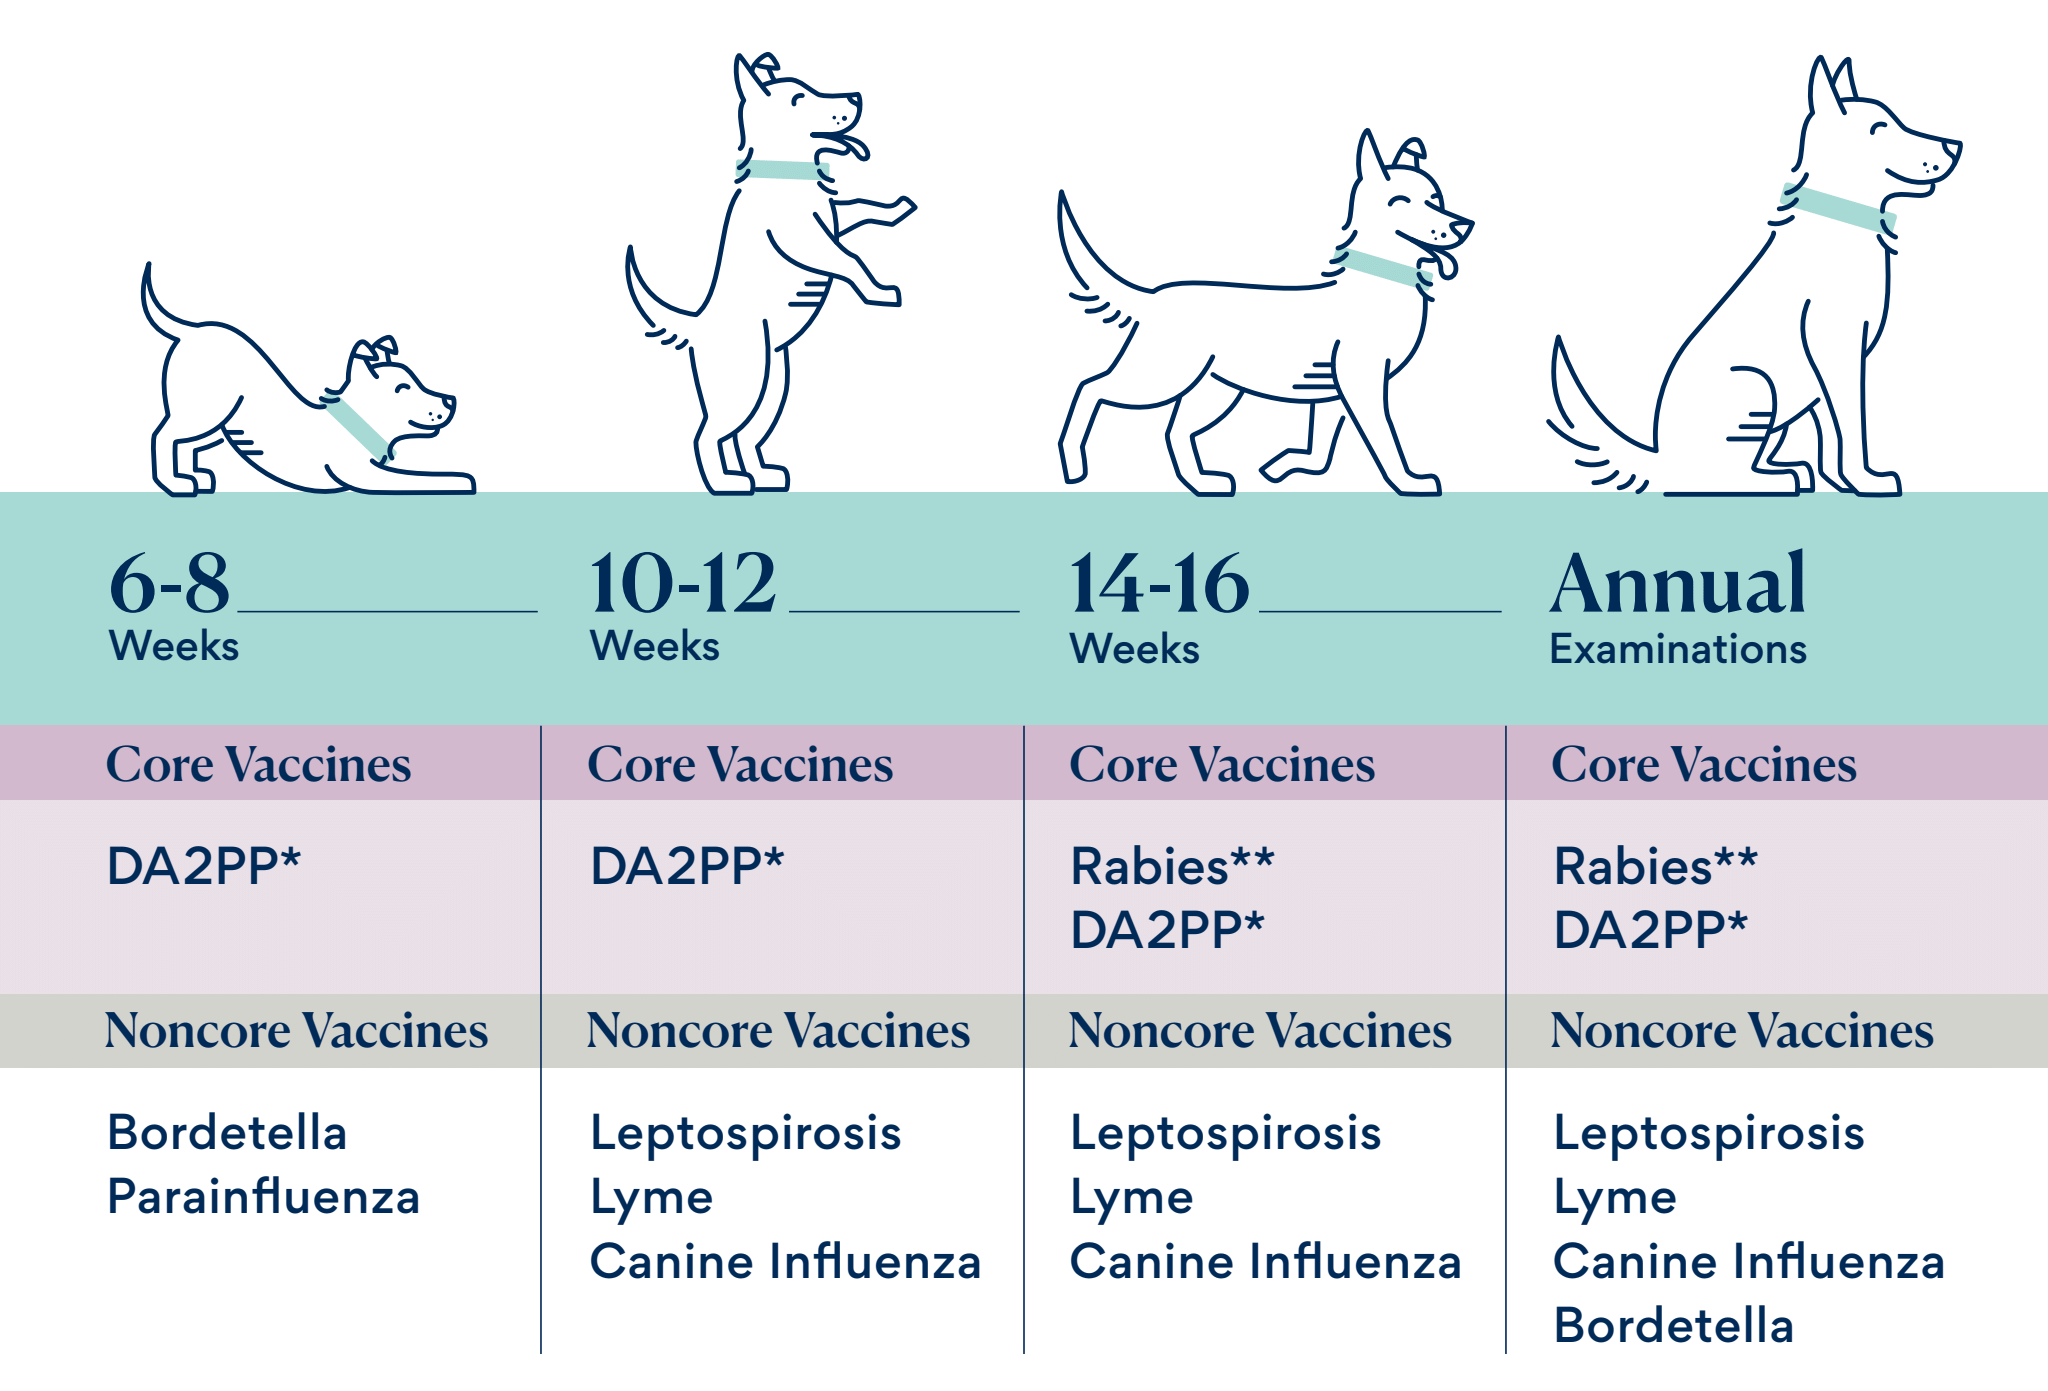 6-8
Weeks
10-12
Weeks
14-16
Weeks
Annual
Examinations
Core Vaccines
Core Vaccines
Core Vaccines
Core Vaccines
DA2PP*
DA2PP*
Rabies**
DA2PP*
Rabies**
DA2PP*
Noncore Vaccines
Noncore Vaccines
Noncore Vaccines
Noncore Vaccines
Bordetella
Parainfluenza
Leptospirosis
Lyme
Canine Influenza
Leptospirosis
Lyme
Canine Influenza
Leptospirosis
Lyme
Canine Influenza
Bordetella